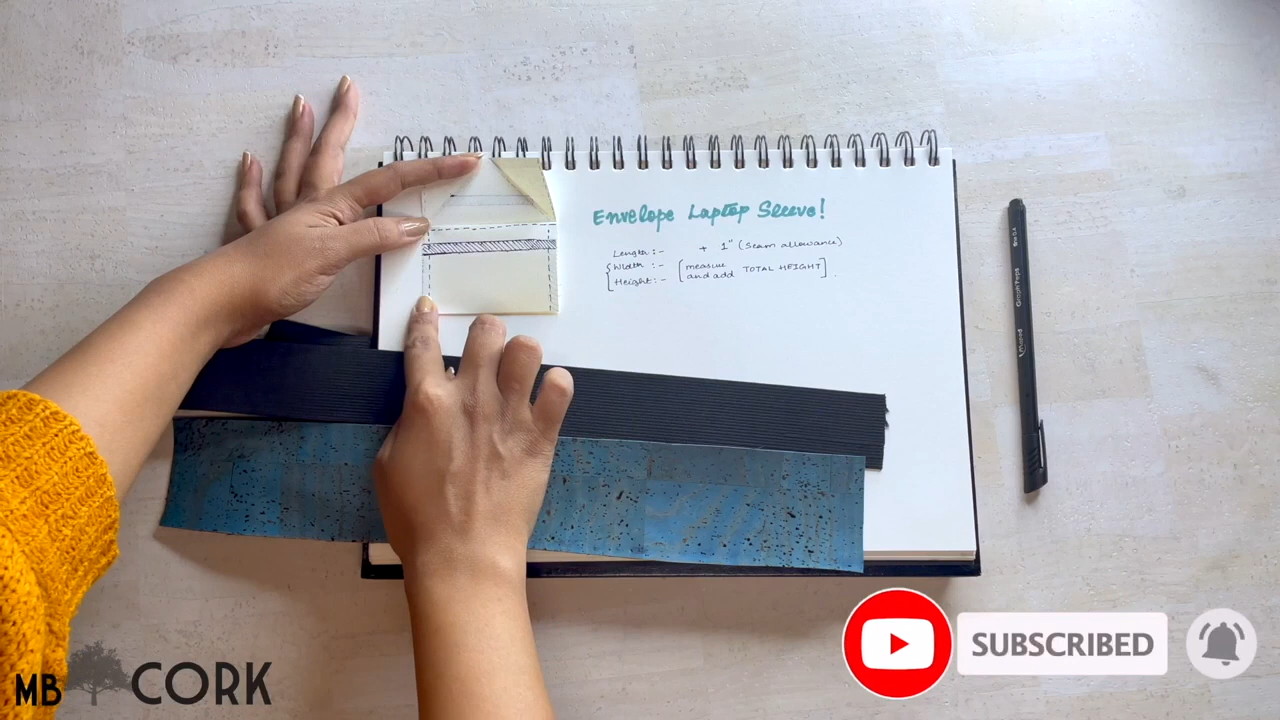 Envelope Laptop Sleeve!
Length :- + 1" (Seam allowance)
Width :- [measure
and add TOTAL HEIGHT]
Height :-
MB CORK
SUBSCRIBED